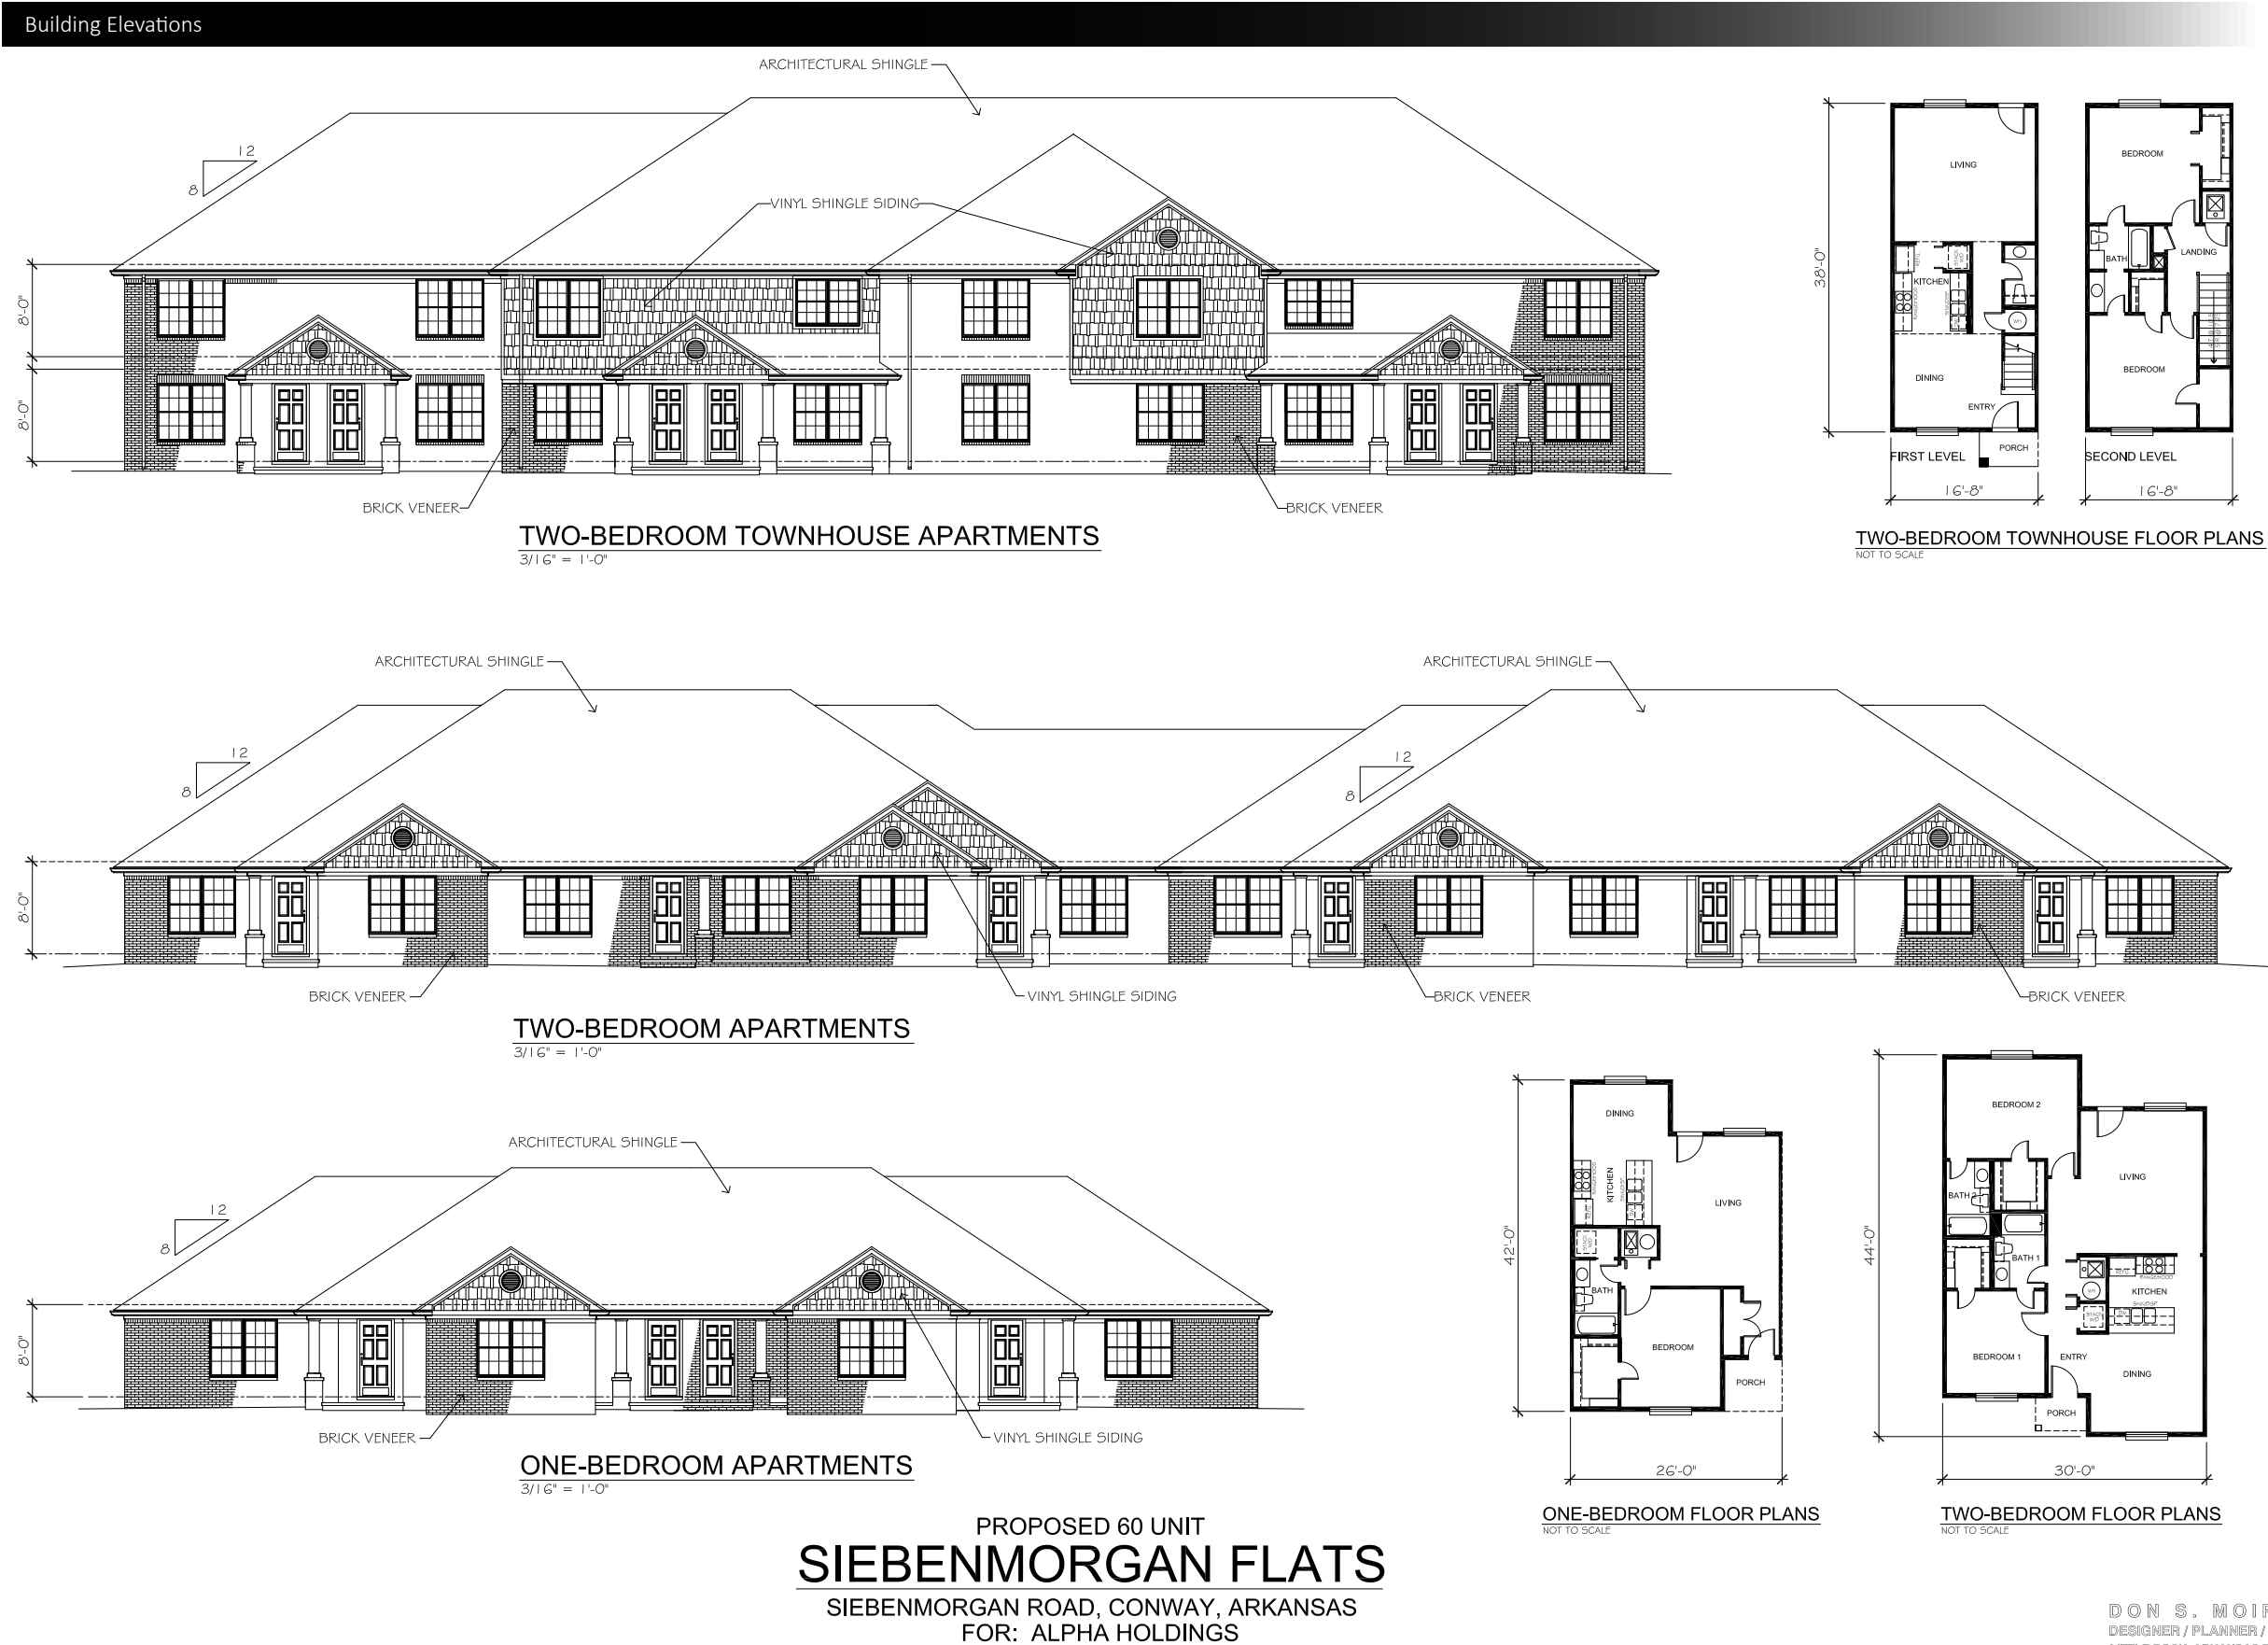 Building Elevations
ARCHITECTURAL SHINGLE
12
8
VINYL SHINGLE SIDING
8'-0"
8'-0"
BRICK VENEER
BRICK VENEER
TWO-BEDROOM TOWNHOUSE APARTMENTS
3/16" = 1'-0"
LIVING
KITCHEN
DINING
ENTRY
PORCH
FIRST LEVEL
38'-0"
16'-8"
BEDROOM
BATH
LANDING
BEDROOM
SECOND LEVEL
16'-8"
TWO-BEDROOM TOWNHOUSE FLOOR PLANS
NOT TO SCALE
ARCHITECTURAL SHINGLE
ARCHITECTURAL SHINGLE
12
8
12
8
8'-0"
BRICK VENEER
VINYL SHINGLE SIDING
BRICK VENEER
BRICK VENEER
TWO-BEDROOM APARTMENTS
3/16" = 1'-0"
ARCHITECTURAL SHINGLE
12
8
8'-0"
BRICK VENEER
VINYL SHINGLE SIDING
ONE-BEDROOM APARTMENTS
3/16" = 1'-0"
DINING
KITCHEN
LIVING
BATH
BEDROOM
PORCH
42'-0"
26'-0"
ONE-BEDROOM FLOOR PLANS
NOT TO SCALE
BEDROOM 2
LIVING
BATH 2
BATH 1
KITCHEN
BEDROOM 1
ENTRY
DINING
PORCH
44'-0"
30'-0"
TWO-BEDROOM FLOOR PLANS
NOT TO SCALE
PROPOSED 60 UNIT
SIEBENMORGAN FLATS
SIEBENMORGAN ROAD, CONWAY, ARKANSAS
FOR: ALPHA HOLDINGS
DON S.
DESIGNER / PLANNER /